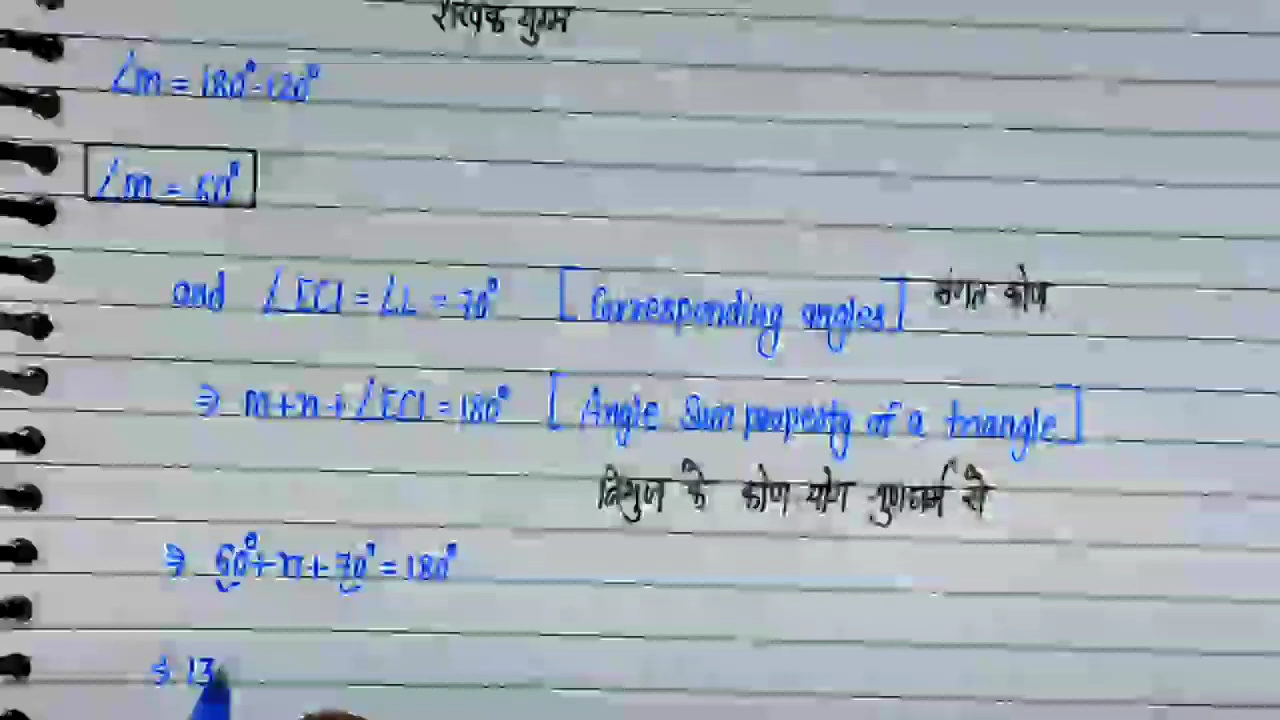 रैखिक युग्म
∠m = 180° - 120°
∠m = 60°
and ∠ECI = ∠L = 70° [Corresponding angles] संगत कोण
⇒ m+n+∠ECI = 180° [Angle Sum property of a triangle]
त्रिभुज के कोण योग गुणधर्म से
⇒ 60°+n+70° = 180°
⇒ 13